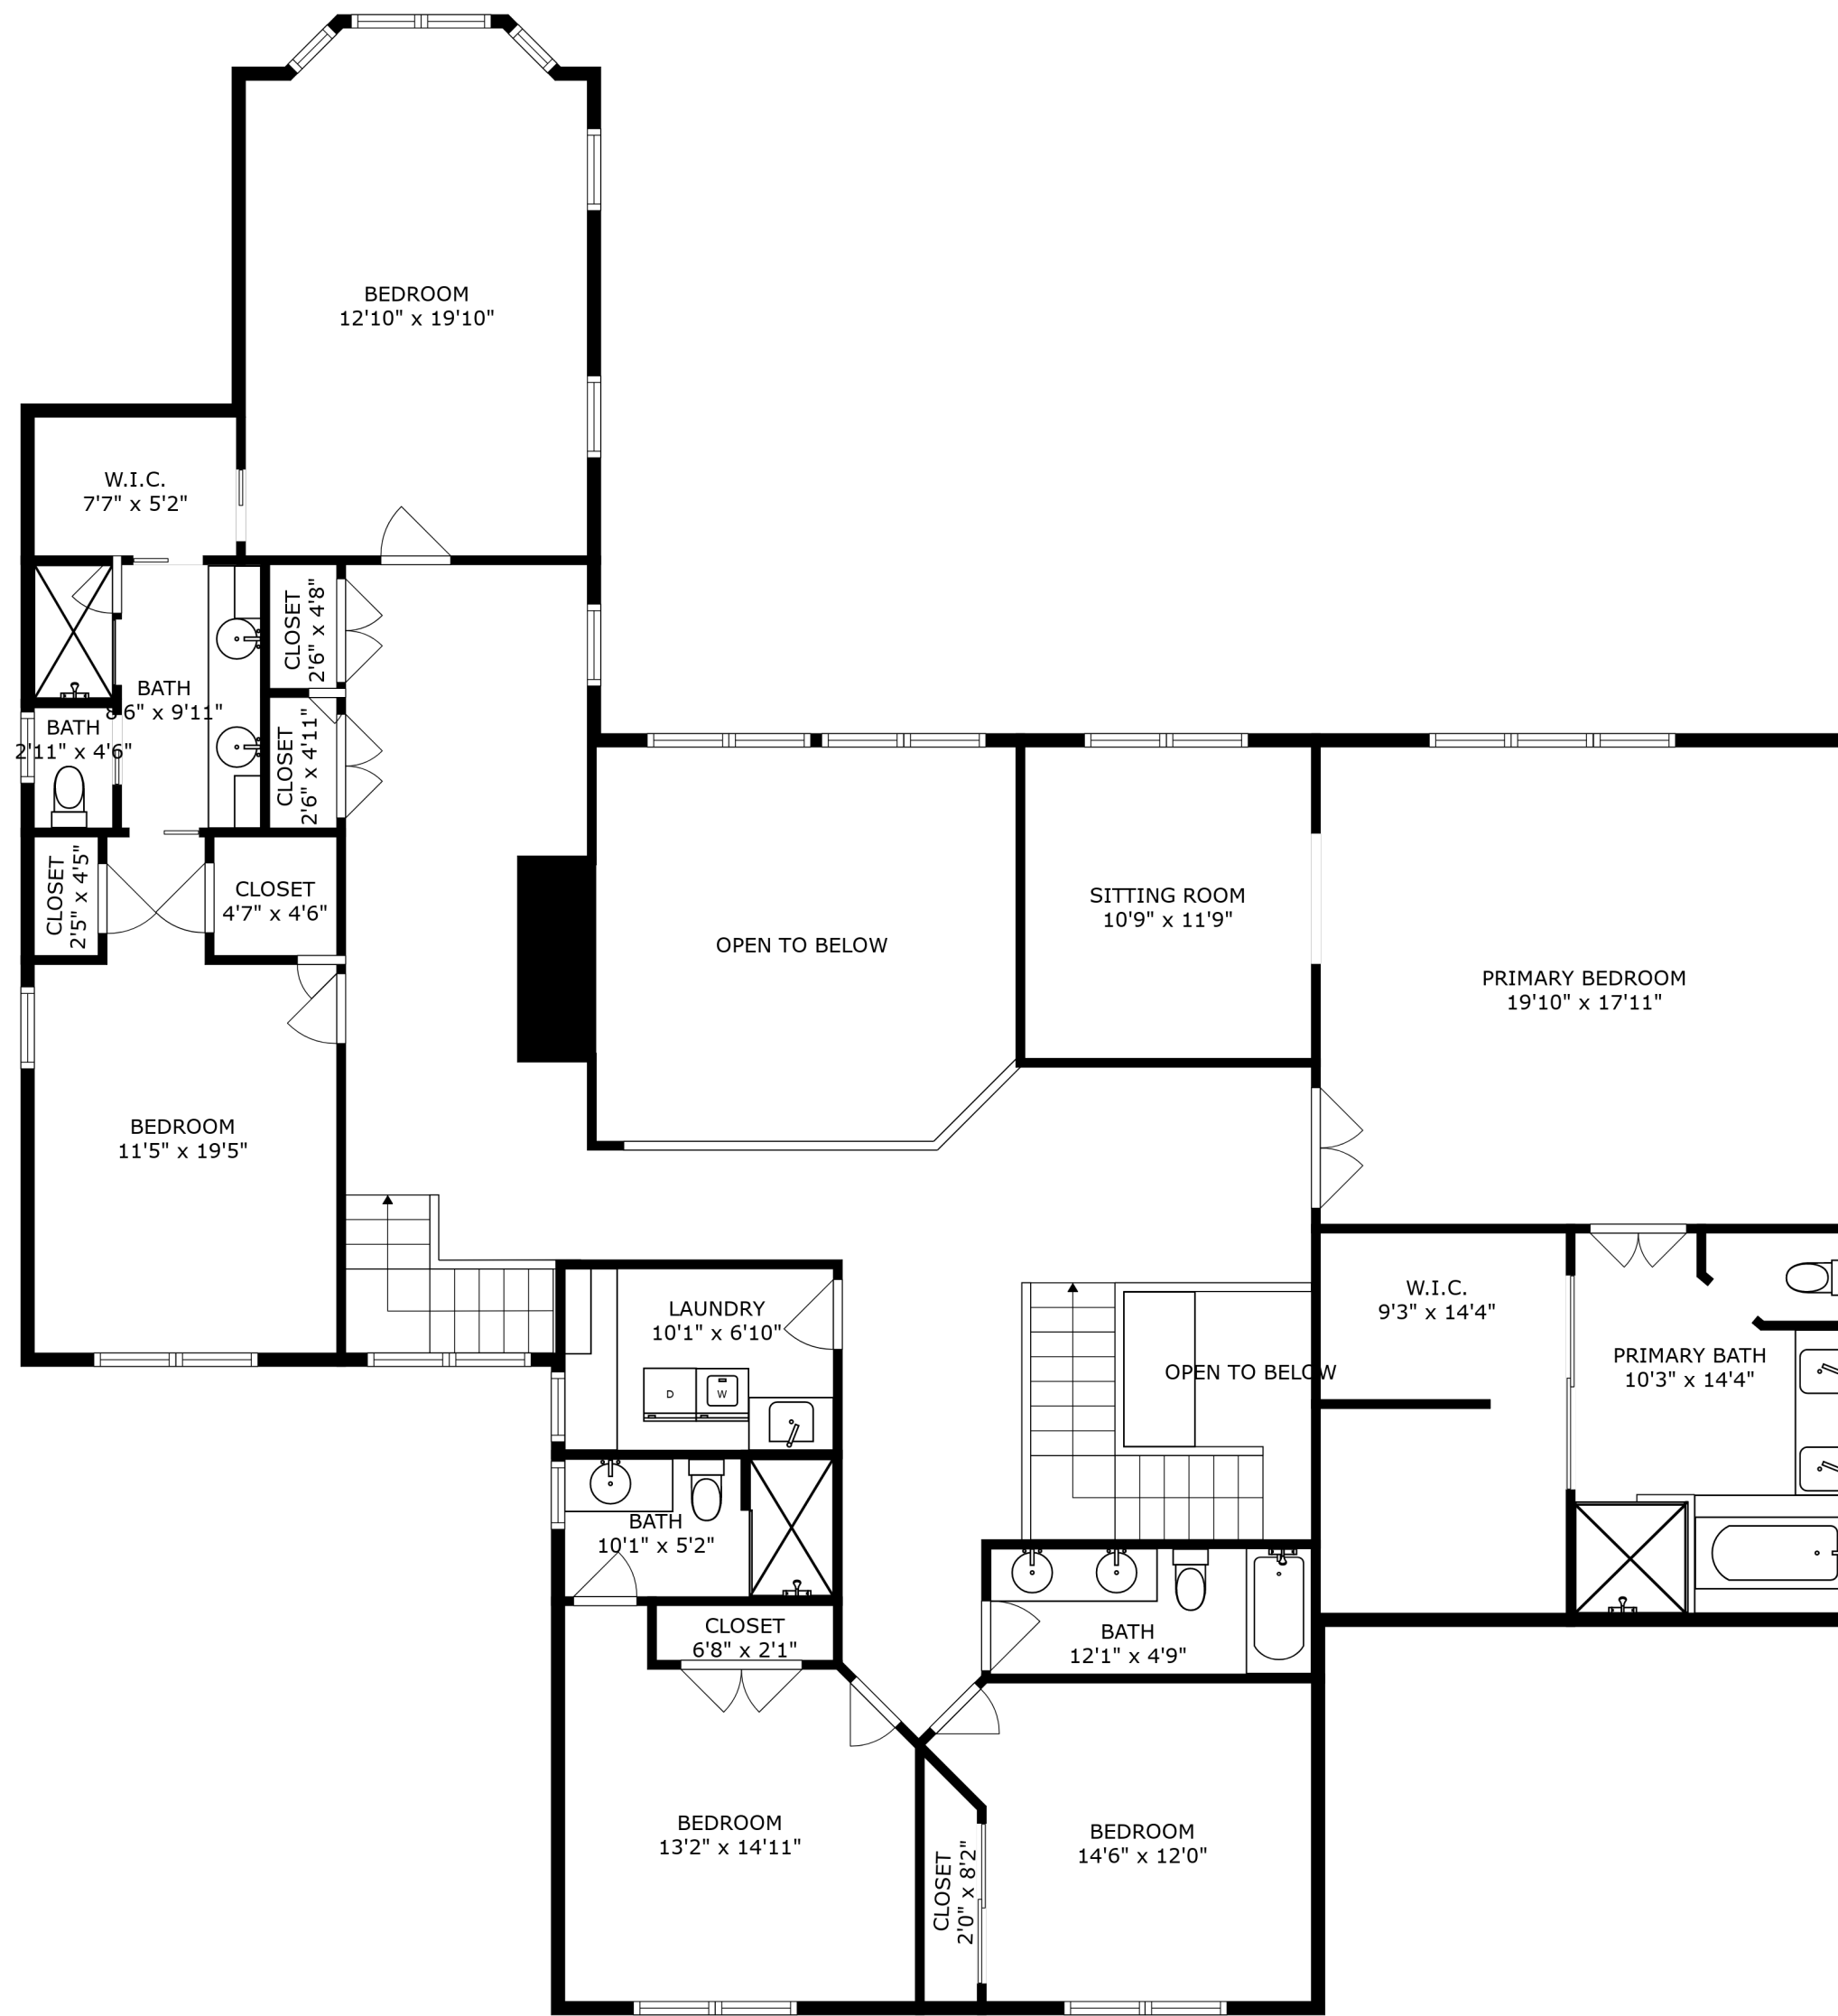 BEDROOM
12'10" x 19'10"
W.I.C.
7'7" x 5'2"
CLOSET
2'6" x 4'8"
BATH
8'6" x 9'11"
BATH
2'11" x 4'6"
CLOSET
2'6" x 4'11"
CLOSET
2'5" x 4'5"
CLOSET
4'7" x 4'6"
OPEN TO BELOW
SITTING ROOM
10'9" x 11'9"
PRIMARY BEDROOM
19'10" x 17'11"
BEDROOM
11'5" x 19'5"
LAUNDRY
10'1" x 6'10"
D
W
OPEN TO BELOW
W.I.C.
9'3" x 14'4"
PRIMARY BATH
10'3" x 14'4"
BATH
10'1" x 5'2"
CLOSET
6'8" x 2'1"
BATH
12'1" x 4'9"
BEDROOM
13'2" x 14'11"
CLOSET
2'0" x 8'2"
BEDROOM
14'6" x 12'0"